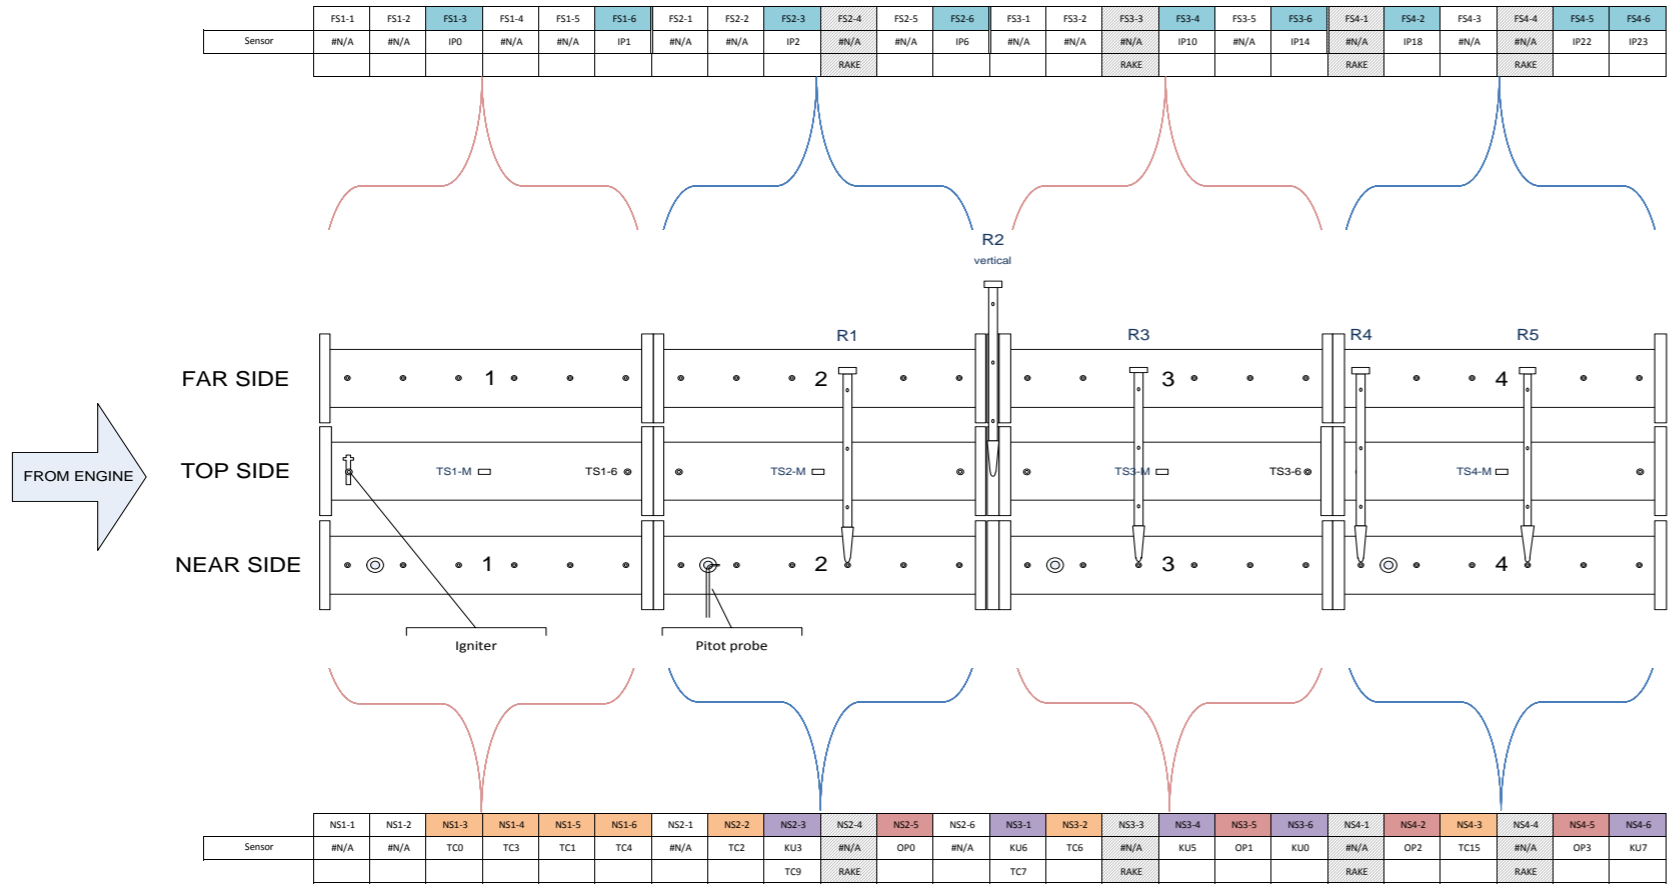 FS1-1 FS1-2 FS1-3 FS1-4 FS1-5 FS1-6 FS2-1 FS2-2 FS2-3 FS2-4 FS2-5 FS2-6 FS3-1 FS3-2 FS3-3 FS3-4 FS3-5 FS3-6 FS4-1 FS4-2 FS4-3 FS4-4 FS4-5 FS4-6
Sensor #N/A #N/A IP0 #N/A #N/A IP1 #N/A #N/A IP2 #N/A #N/A IP6 #N/A #N/A #N/A IP10 #N/A IP14 #N/A IP18 #N/A #N/A IP22 IP23
RAKE RAKE RAKE RAKE
R2
vertical
R1 R3 R4 R5
FAR SIDE 1 2 3 4
FROM ENGINE
TOP SIDE TS1-M TS1-6 TS2-M TS3-M TS3-6 TS4-M
NEAR SIDE 1 2 3 4
Igniter Pitot probe
NS1-1 NS1-2 NS1-3 NS1-4 NS1-5 NS1-6 NS2-1 NS2-2 NS2-3 NS2-4 NS2-5 NS2-6 NS3-1 NS3-2 NS3-3 NS3-4 NS3-5 NS3-6 NS4-1 NS4-2 NS4-3 NS4-4 NS4-5 NS4-6
Sensor #N/A #N/A TC0 TC3 TC1 TC4 #N/A TC2 KU3 #N/A OP0 #N/A KU6 TC6 #N/A KU5 OP1 KU0 #N/A OP2 TC15 #N/A OP3 KU7
TC9 RAKE TC7 RAKE RAKE RAKE